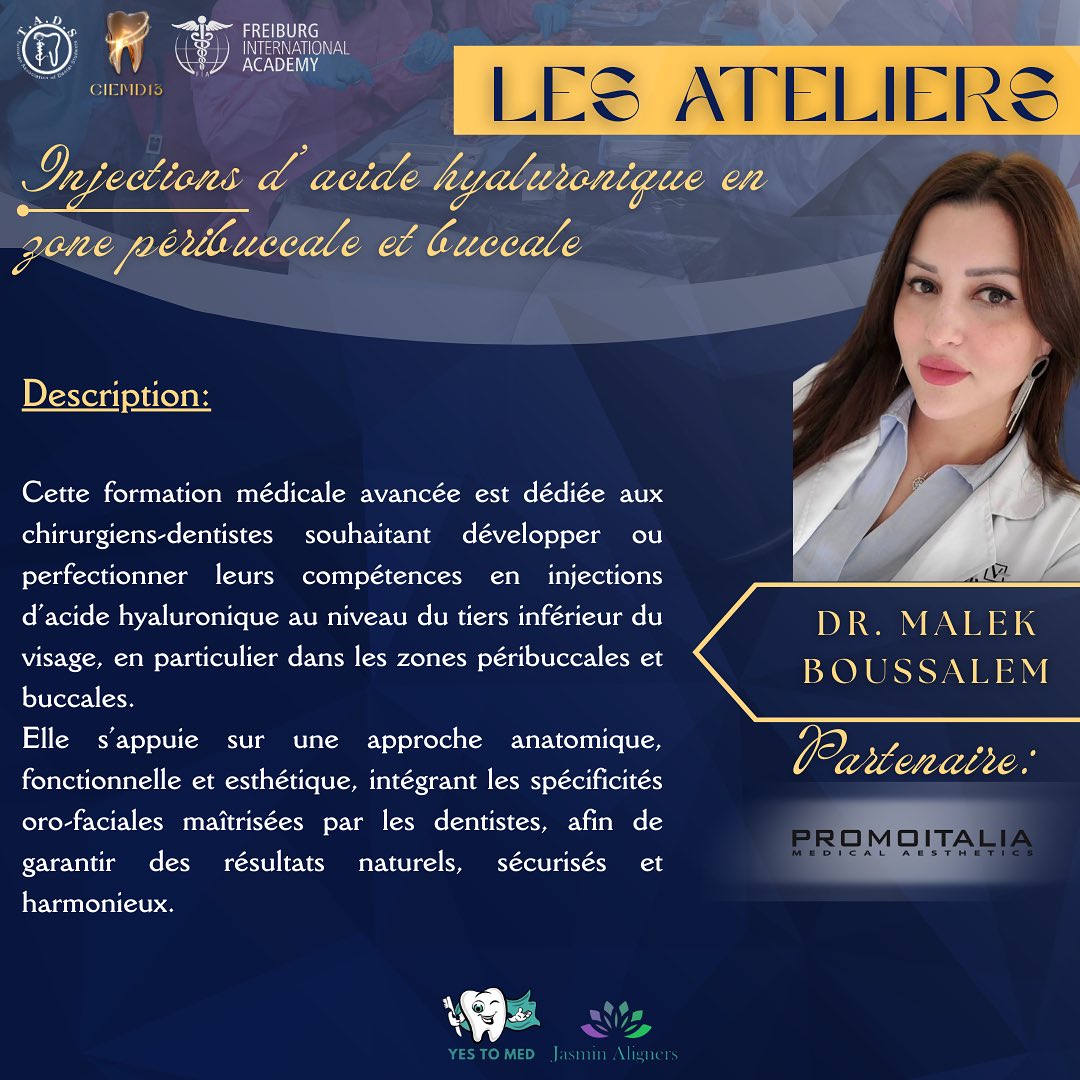 T.A.D.S
CIEMD13
FREIBURG
INTERNATIONAL
ACADEMY
FIA
LES ATELIERS
Injections d'acide hyaluronique en
zone péribuccale et buccale
Description:
Cette formation médicale avancée est dédiée aux
chirurgiens-dentistes souhaitant développer ou
perfectionner leurs compétences en injections
d'acide hyaluronique au niveau du tiers inférieur du
visage, en particulier dans les zones péribuccales et
buccales.
Elle s'appuie sur une approche anatomique,
fonctionnelle et esthétique, intégrant les spécificités
oro-faciales maîtrisées par les dentistes, afin de
garantir des résultats naturels, sécurisés et
harmonieux.
DR. MALEK
BOUSSALEM
Partenaire:
PROMOITALIA
MEDICAL AESTHETICS
YES TO MED
Jasmin Aligners